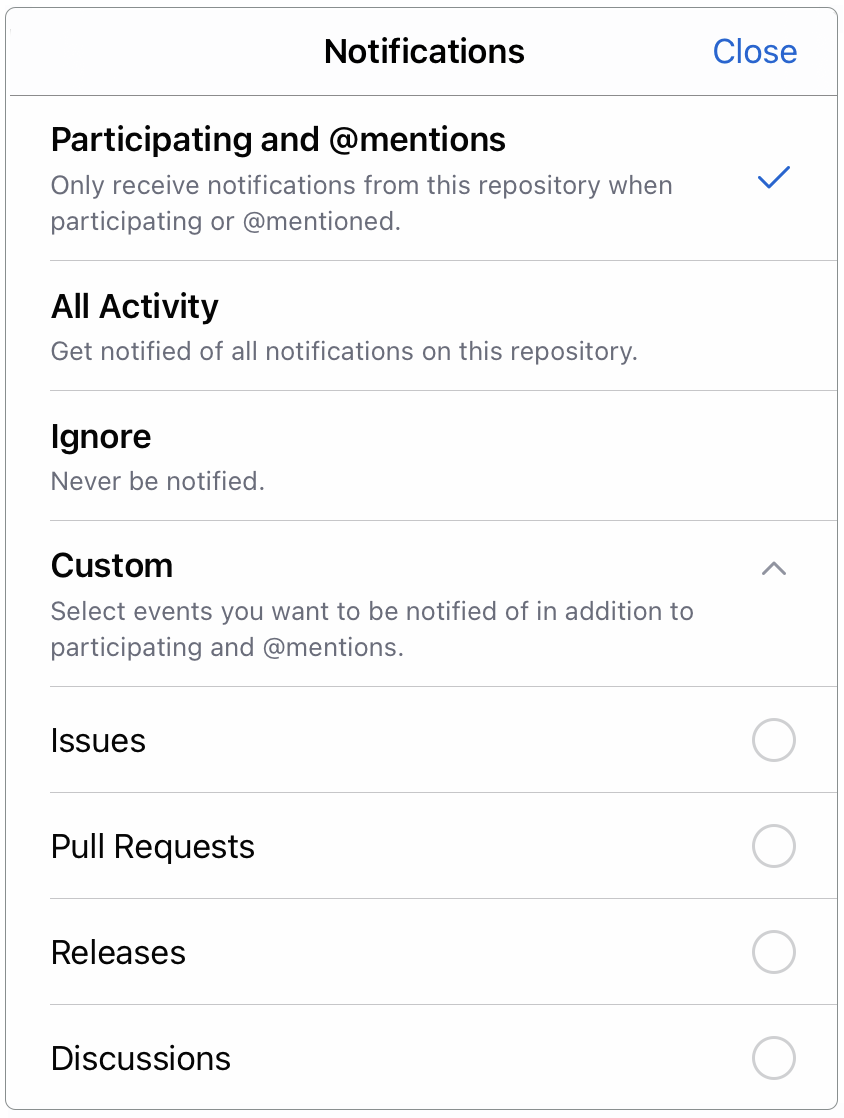 Notifications
Close
Participating and @mentions
Only receive notifications from this repository when
participating or @mentioned.
All Activity
Get notified of all notifications on this repository.
Ignore
Never be notified.
Custom
Select events you want to be notified of in addition to
participating and @mentions.
Issues
Pull Requests
Releases
Discussions